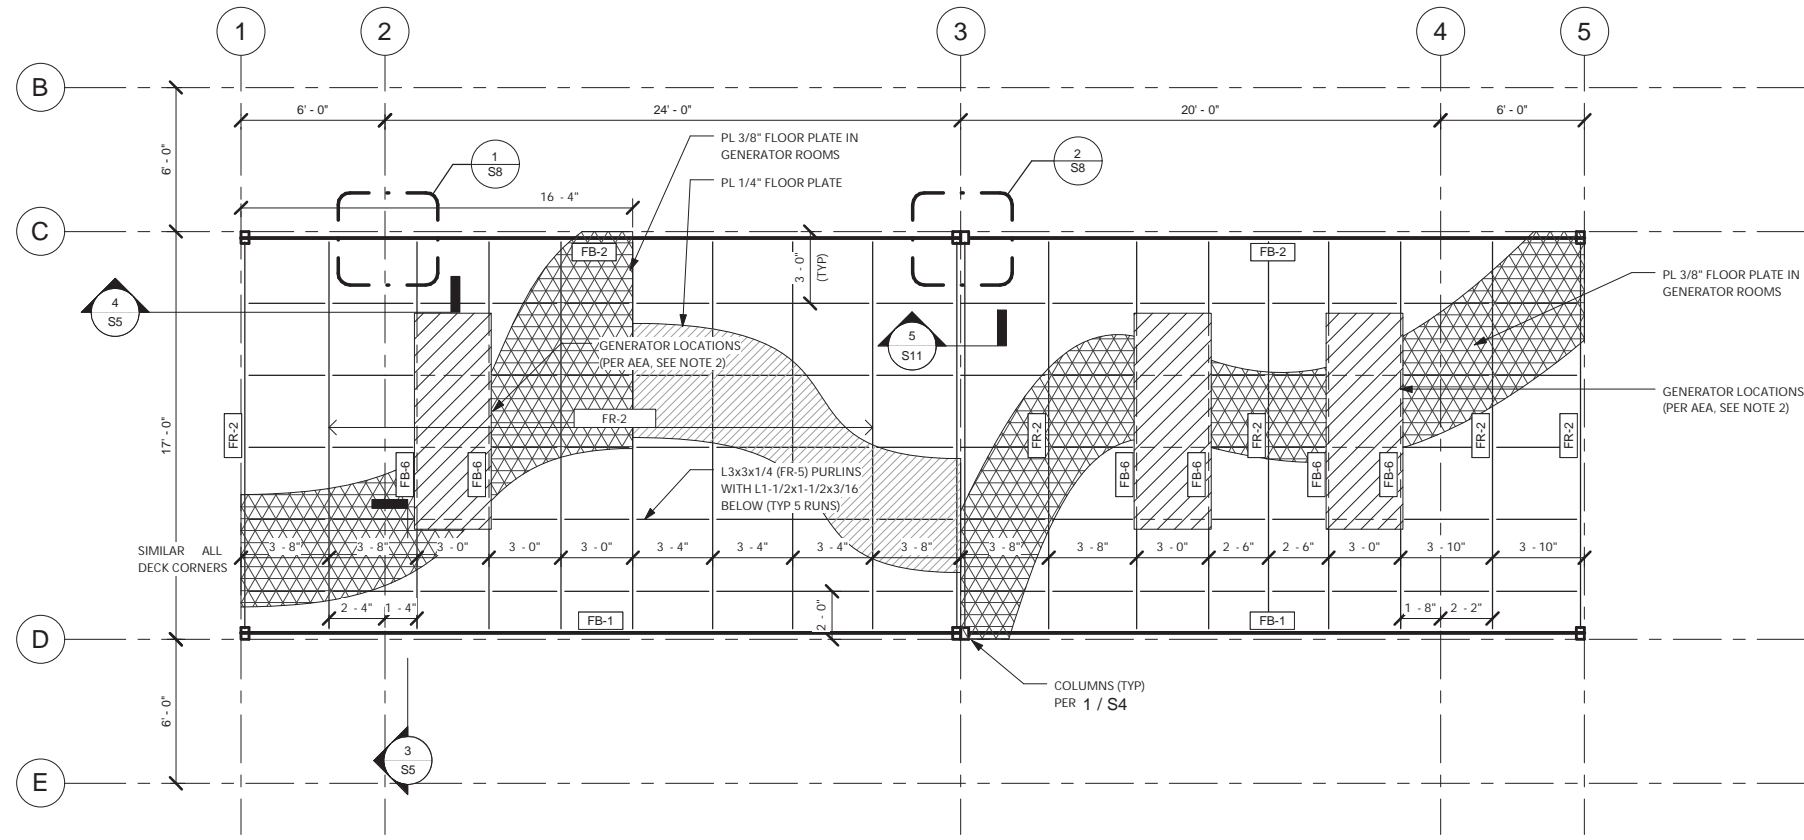 1
2
3
4
5
B
6' - 0"
24' - 0"
20' - 0"
6' - 0"
6' - 0"
PL 3/8" FLOOR PLATE IN
GENERATOR ROOMS
1
S8
2
S8
PL 1/4" FLOOR PLATE
16 - 4"
C
FB-2
3 - 0"
(TYP)
FB-2
PL 3/8" FLOOR PLATE IN
GENERATOR ROOMS
4
S5
5
S11
GENERATOR LOCATIONS
(PER AEA, SEE NOTE 2)
GENERATOR LOCATIONS
(PER AEA, SEE NOTE 2)
17' - 0"
FR-2
FR-2
FR-2
FR-2
FR-2
FR-2
FB-6
FB-6
FB-6
FB-6
FB-6
FB-6
L3x3x1/4 (FR-5) PURLINS
WITH L1-1/2x1-1/2x3/16
BELOW (TYP 5 RUNS)
SIMILAR ALL
DECK CORNERS
3 - 8"
3 - 8"
3 - 0"
3 - 0"
3 - 0"
3 - 4"
3 - 4"
3 - 4"
3 - 8"
3 - 8"
3 - 8"
3 - 0"
2 - 6"
2 - 6"
3 - 0"
3 - 10"
3 - 10"
2 - 4"
1 - 4"
2 - 0"
1 - 8"
2 - 2"
FB-1
FB-1
D
COLUMNS (TYP)
PER 1 / S4
6' - 0"
3
S5
E